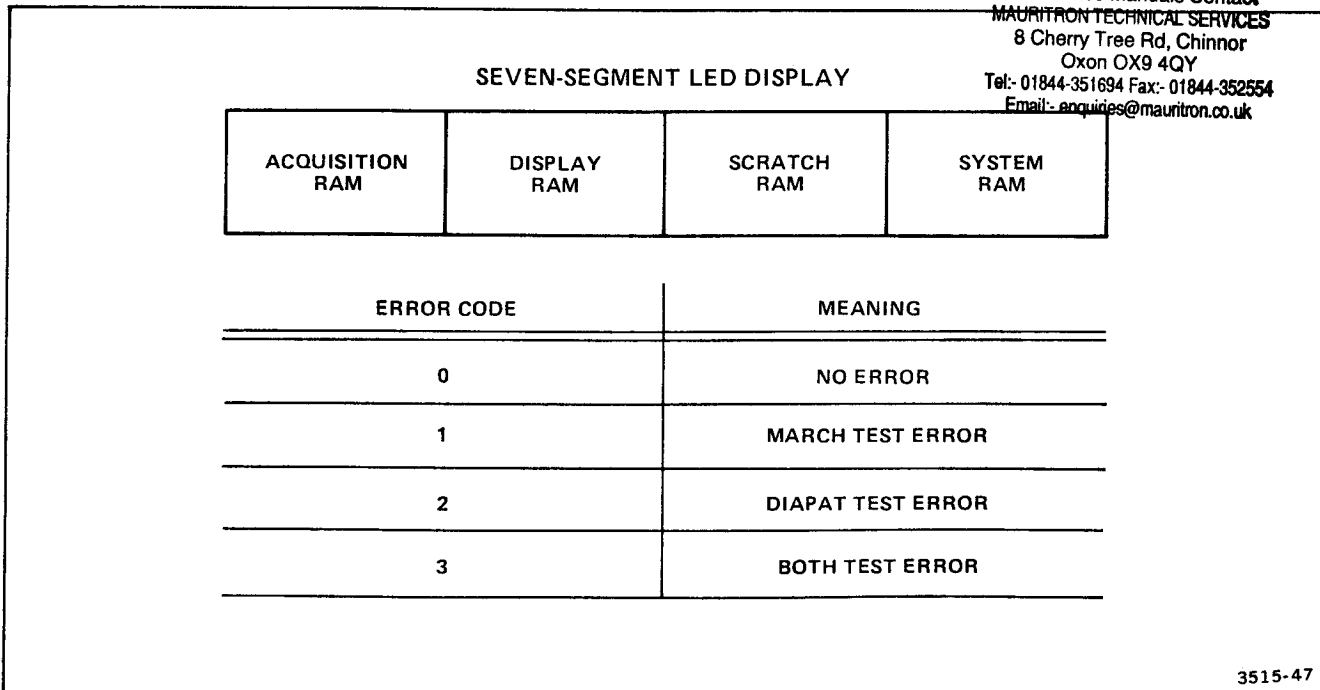 Manuals Contact
MAURITRON TECHNICAL SERVICES
8 Cherry Tree Rd, Chinnor
Oxon OX9 4QY
Tel:- 01844-351694 Fax:- 01844-352554
Email:- enquiries@mauritron.co.uk
SEVEN-SEGMENT LED DISPLAY
ACQUISITION RAM DISPLAY RAM SCRATCH RAM SYSTEM RAM
ERROR CODE MEANING
0 NO ERROR
1 MARCH TEST ERROR
2 DIAPAT TEST ERROR
3 BOTH TEST ERROR
3515-47